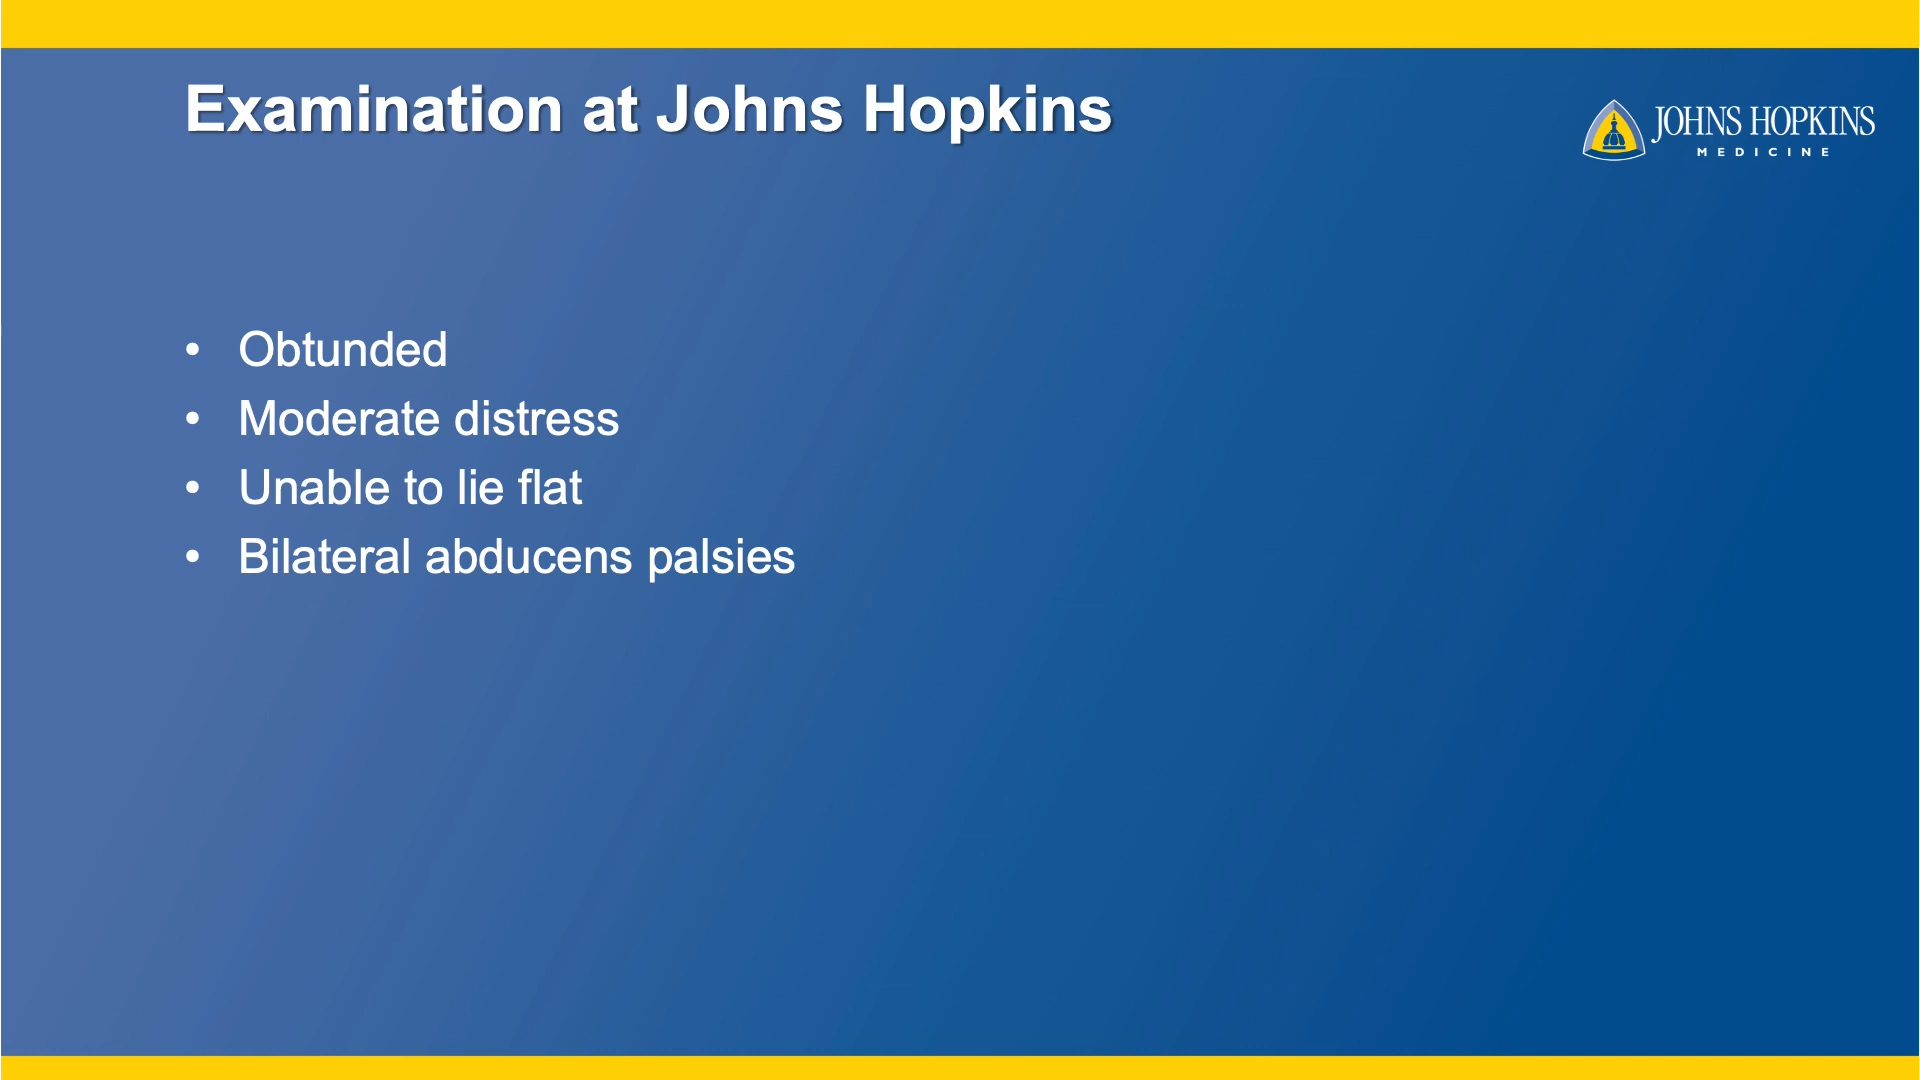 Examination at Johns Hopkins
JOHNS HOPKINS
MEDICINE
• Obtunded
• Moderate distress
• Unable to lie flat
• Bilateral abducens palsies